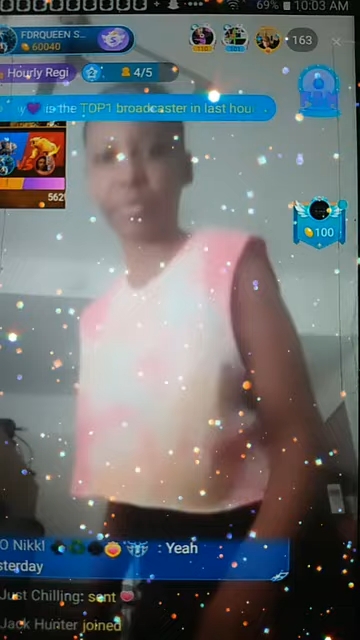 69% 10:03 AM
FDRQUEEN S...
60040
163
Hourly Regi
4/5
is the TOP1 broadcaster in last hou
562
100
O Nikki : Yeah
sterday
Just Chilling: sent
Jack Hunter joined